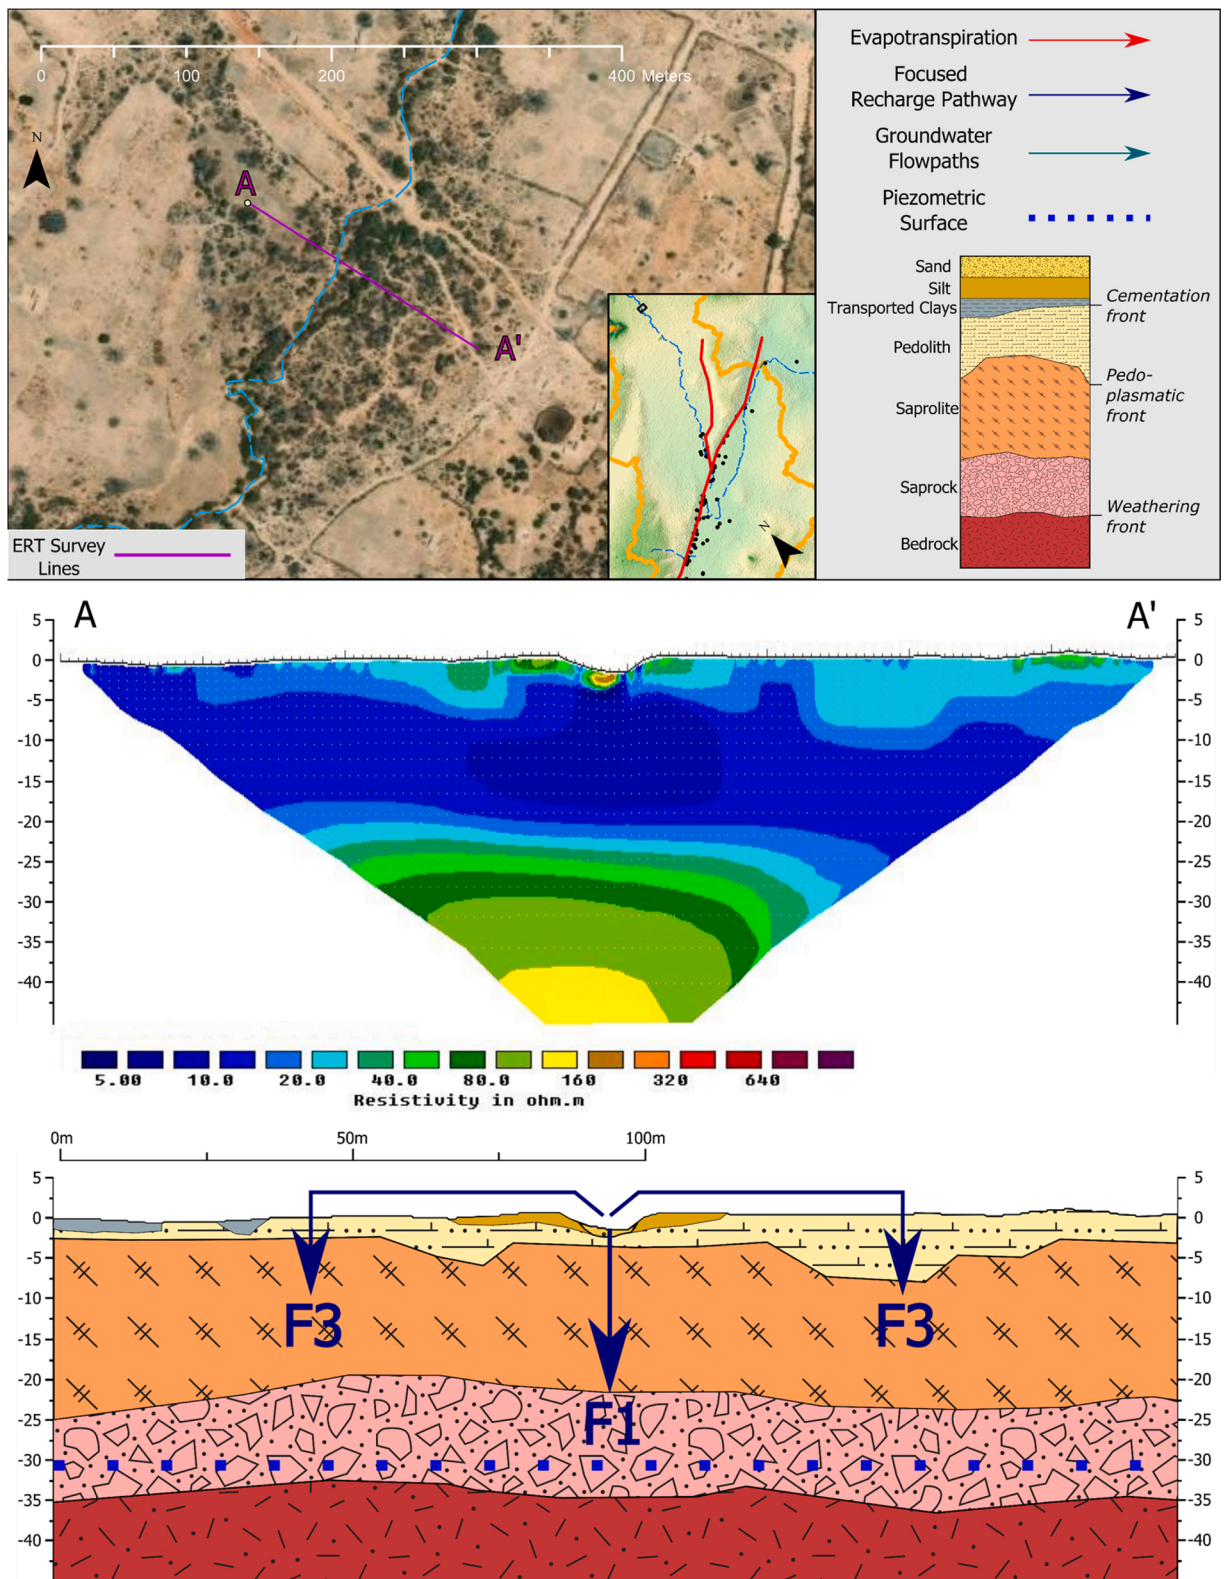 0 100 200 400 Meters
N
A
A'
ERT Survey
Lines
N
Evapotranspiration
Focused
Recharge Pathway
Groundwater
Flowpaths
Piezometric
Surface
Sand
Silt
Transported Clays
Pedolith
Saprolite
Saprock
Bedrock
Cementation
front
Pedo-
plasmatic
front
Weathering
front
A A'
5 5
0 0
-5 -5
-10 -10
-15 -15
-20 -20
-25 -25
-30 -30
-35 -35
-40 -40
5.00 10.0 20.0 40.0 80.0 160 320 640
Resistivity in ohm.m
0m 50m 100m
5 5
0 0
-5 -5
-10 -10
-15 -15
-20 -20
-25 -25
-30 -30
-35 -35
-40 -40
F3 F3
F1